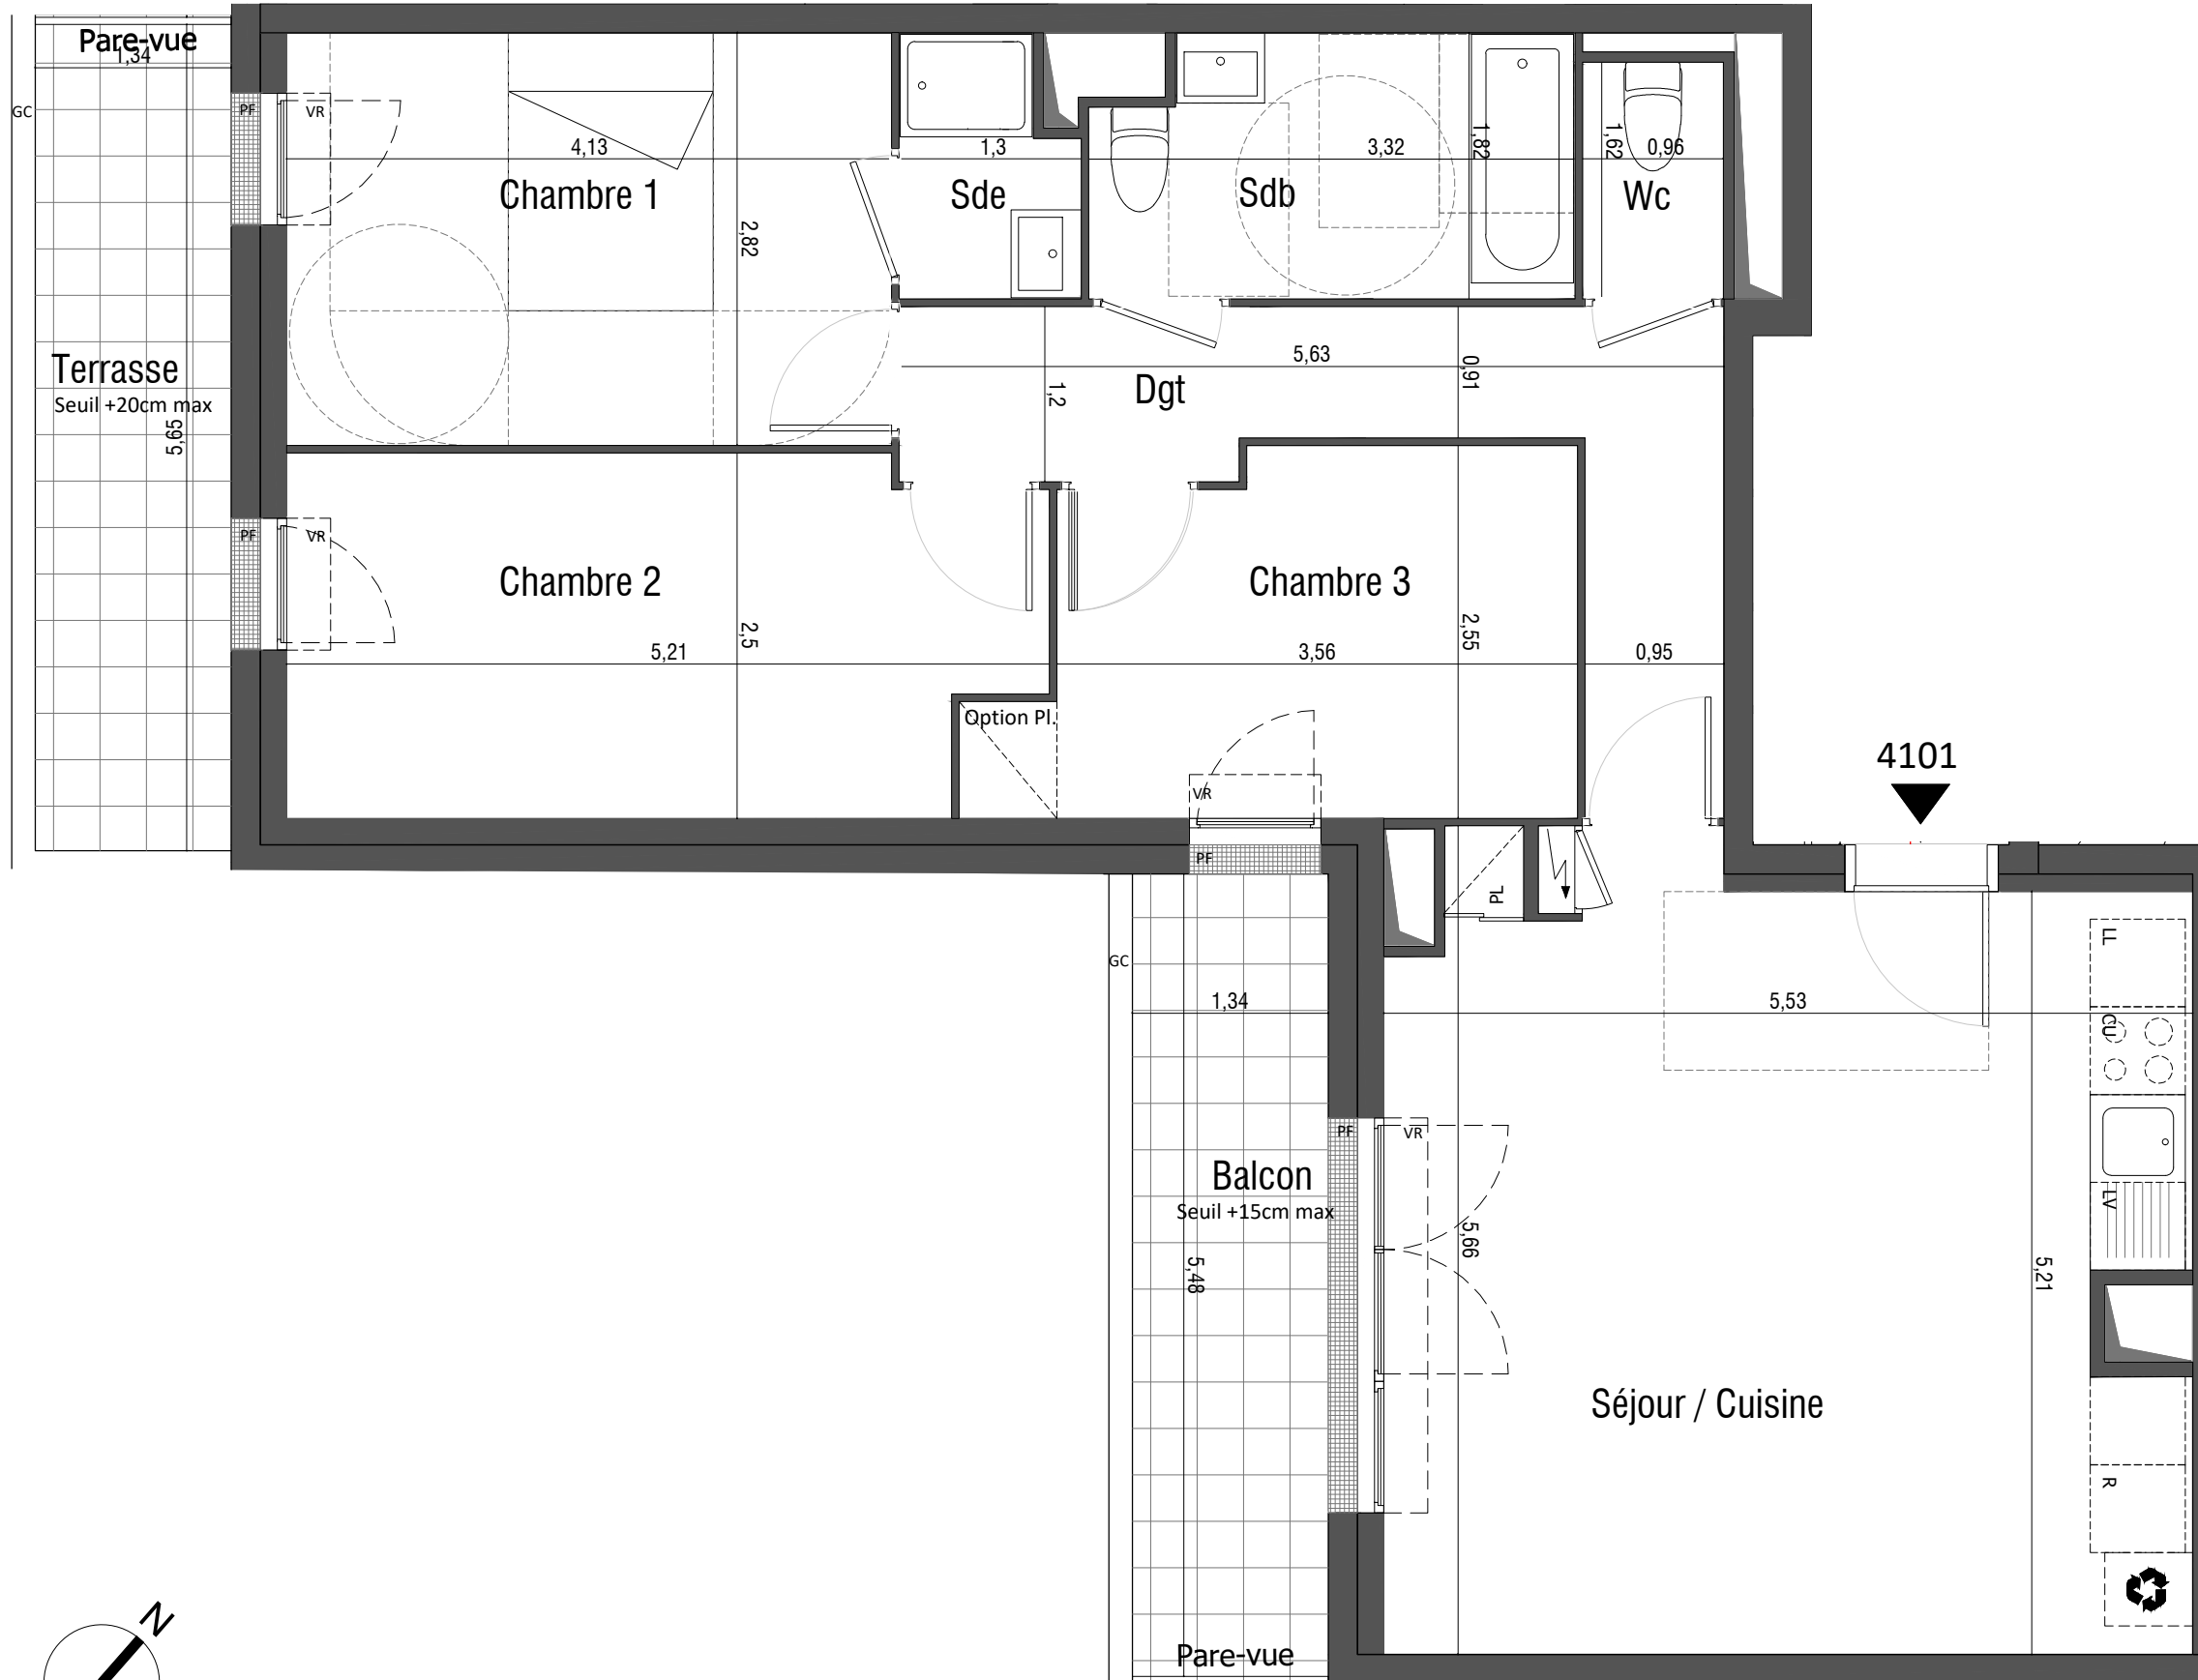 Pare-vue
1,34
GC
PF
VR
4,13
1,3
3,32
1,82
1,62
0,96
Chambre 1
Sde
Sdb
Wc
2,82
Terrasse
Seuil +20cm max
5,65
5,63
0,91
1,2
Dgt
PF
VR
Chambre 2
Chambre 3
2,5
2,55
5,21
3,56
0,95
Option Pl.
4101
VR
PF
PL
LL
GC
1,34
5,53
CU
PF
VR
Balcon
Seuil +15cm max
LV
5,66
5,48
5,21
Séjour / Cuisine
R
N
Pare-vue